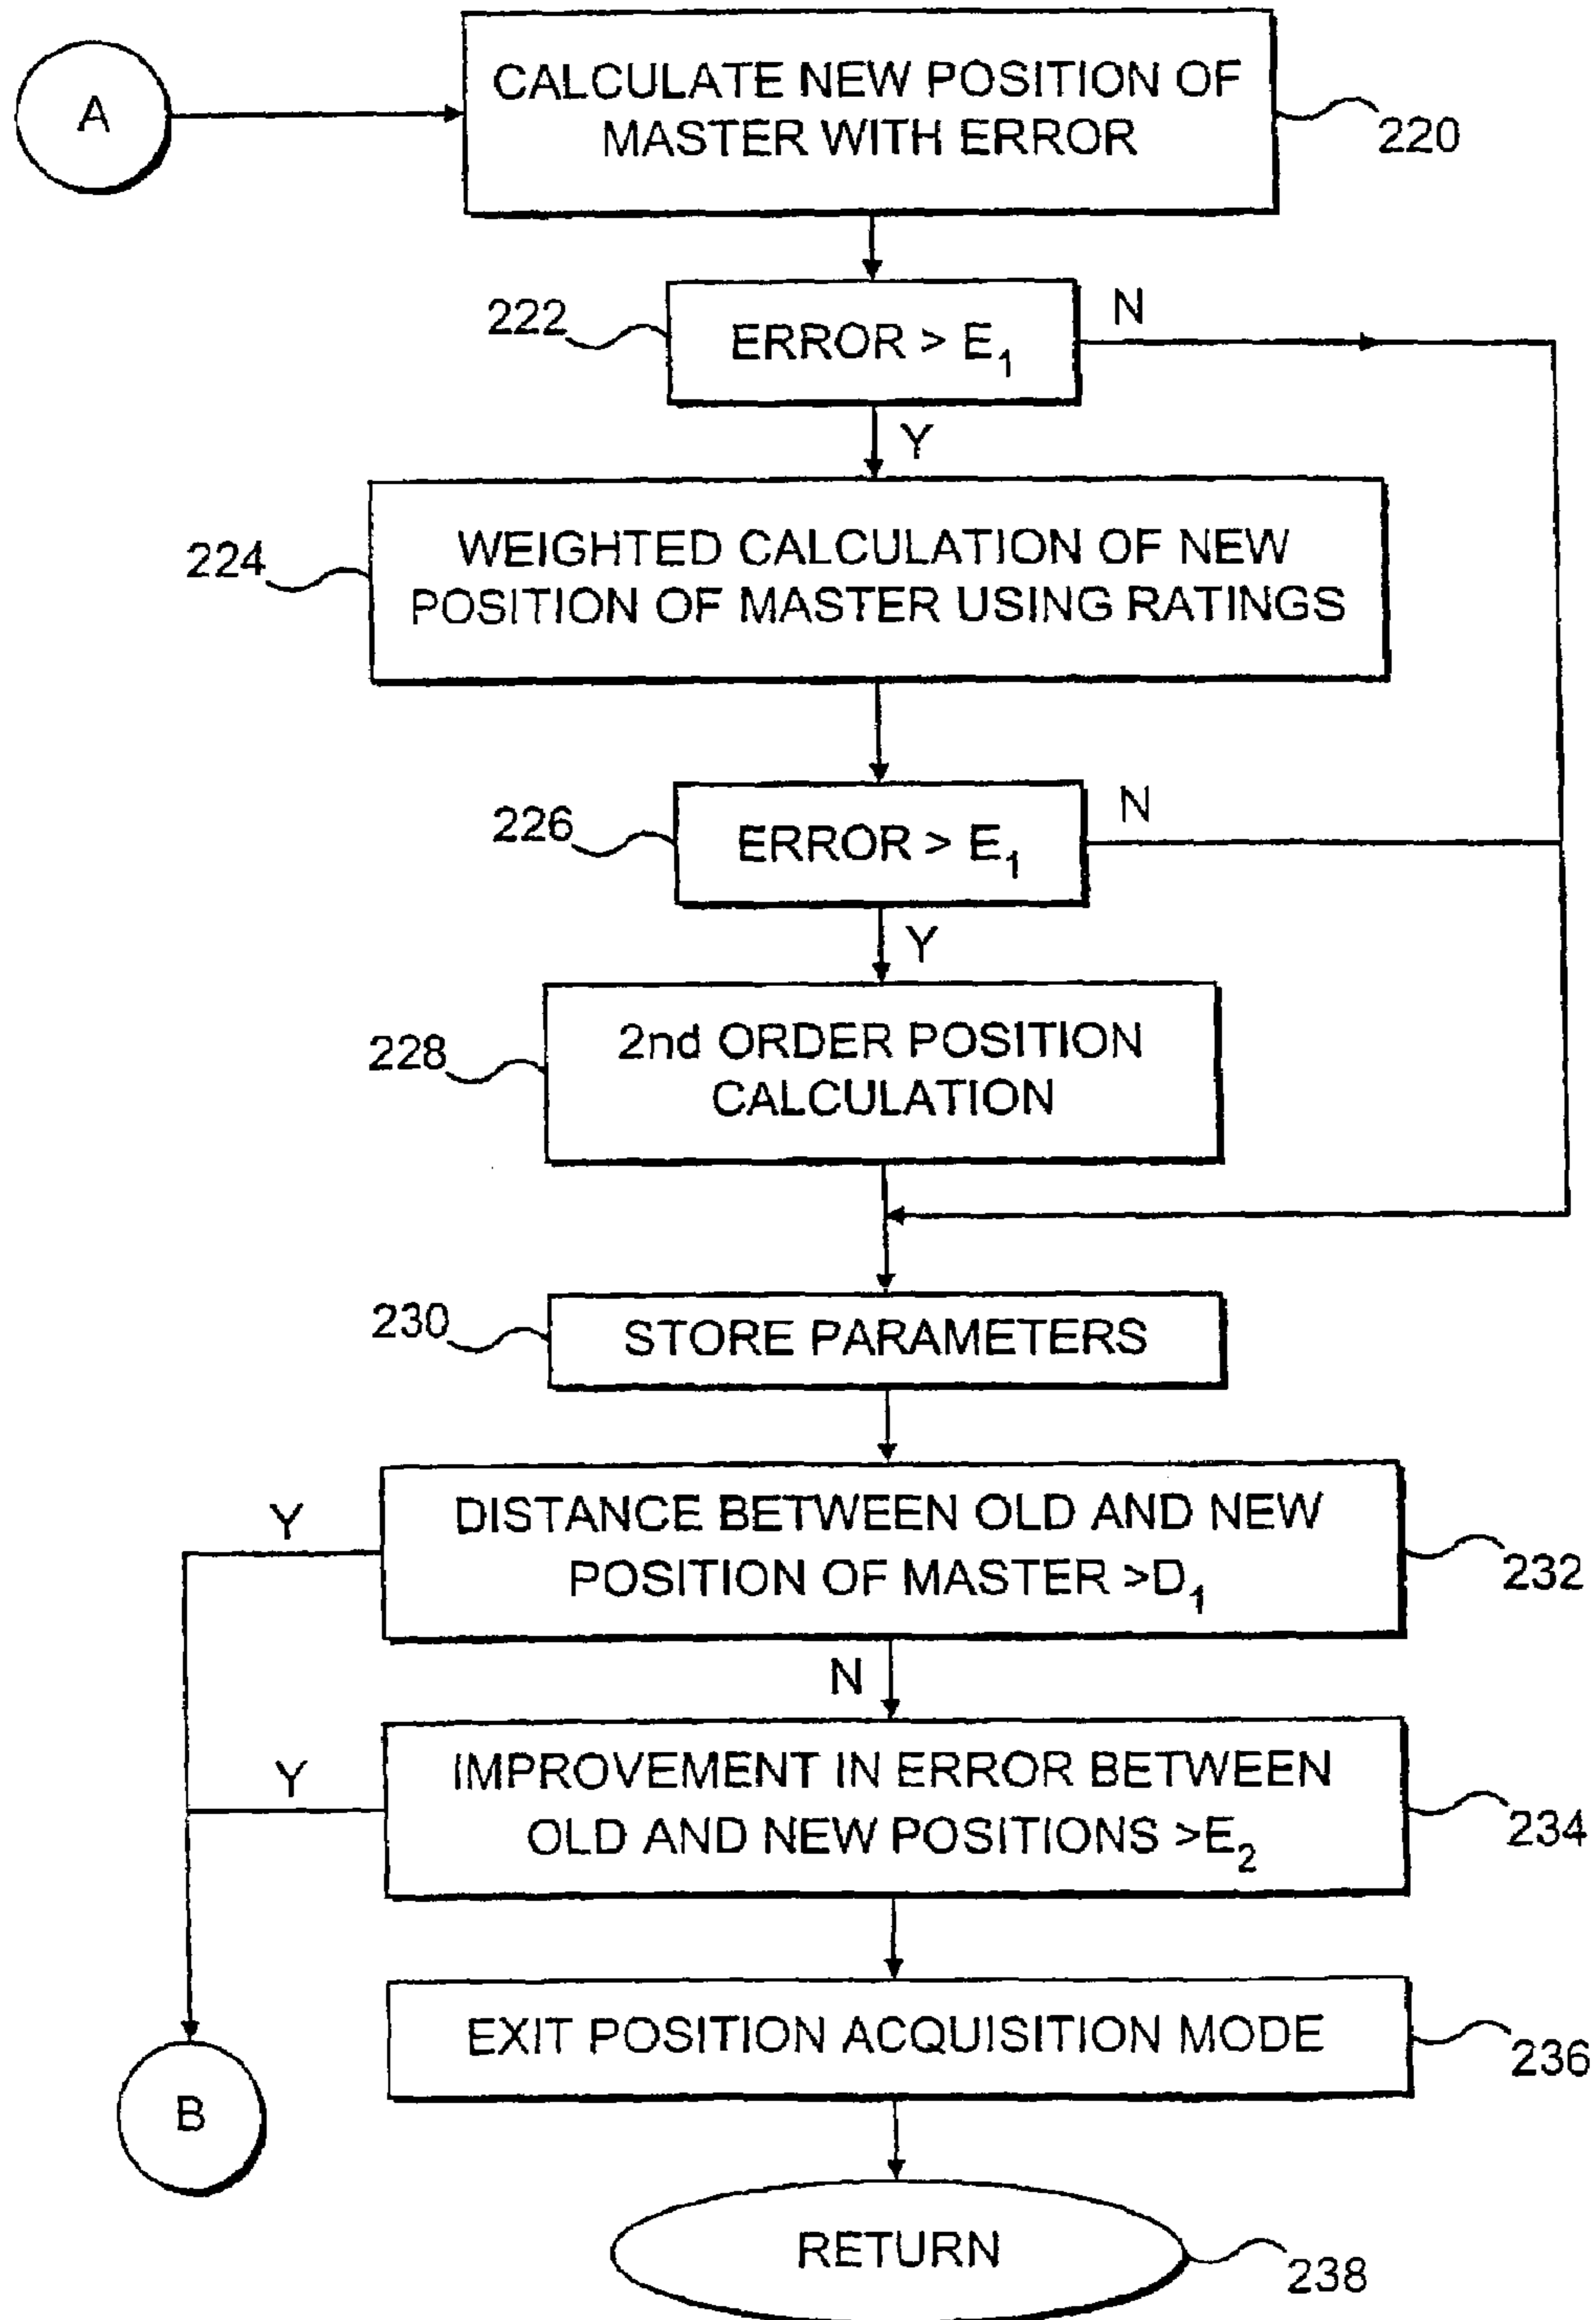 A
CALCULATE NEW POSITION OF
MASTER WITH ERROR
220
222
ERROR > E₁
N
Y
224
WEIGHTED CALCULATION OF NEW
POSITION OF MASTER USING RATINGS
226
ERROR > E₁
N
Y
228
2nd ORDER POSITION
CALCULATION
230
STORE PARAMETERS
Y
DISTANCE BETWEEN OLD AND NEW
POSITION OF MASTER >D₁
232
N
Y
IMPROVEMENT IN ERROR BETWEEN
OLD AND NEW POSITIONS >E₂
234
EXIT POSITION ACQUISITION MODE
236
B
RETURN
238